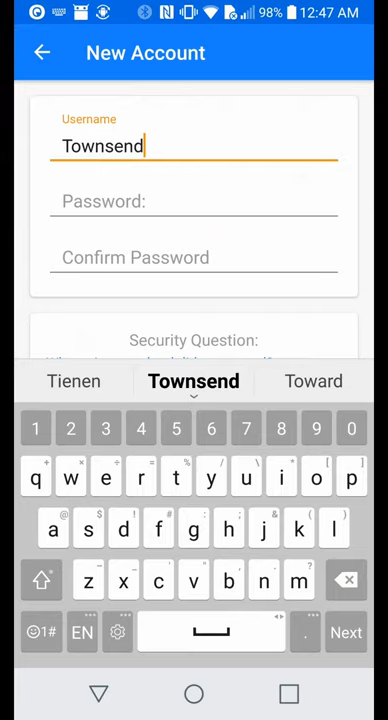 98% 12:47 AM
New Account
Username
Townsend
Password:
Confirm Password
Security Question:
Tienen Townsend Toward
1 2 3 4 5 6 7 8 9 0
q w e r t y u i o p
a s d f g h j k l
z x c v b n m
1# EN . Next